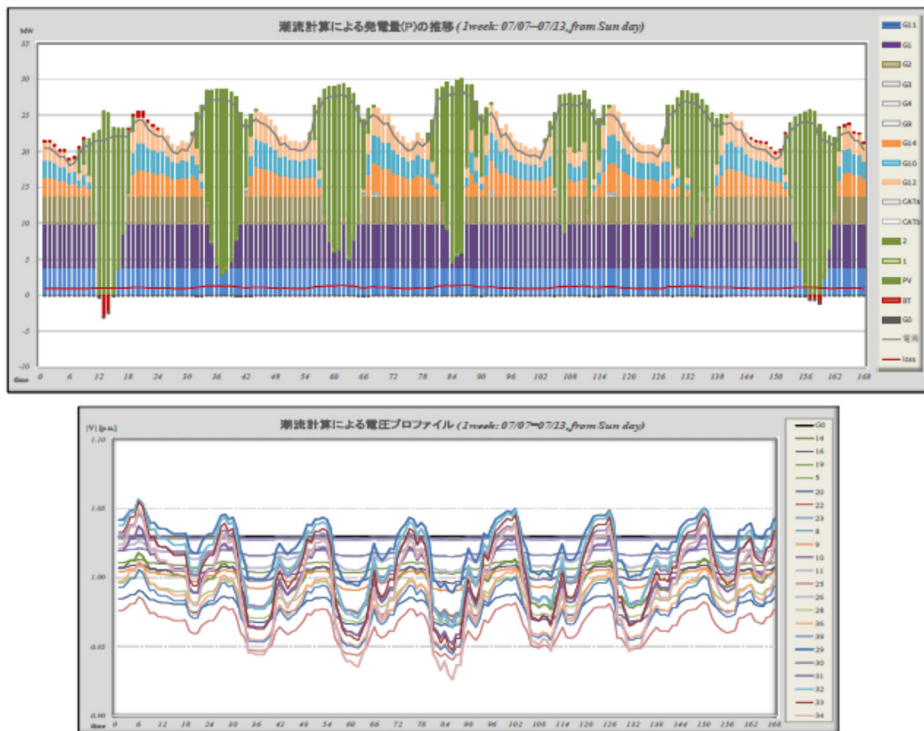 潮流計算による発電量(P)の推移 (1week: 07/07–07/13, from Sun day)
MW
35
30
25
20
15
10
5
0
-5
-10
time
0 6 12 18 24 30 36 42 48 54 60 66 72 78 84 90 96 102 108 114 120 126 132 138 144 150 156 162 168
G11
G1
G2
G3
G4
G9
G14
G10
G12
CATa
CATb
2
1
PV
BT
G0
loss
潮流計算による電圧プロファイル (1week: 07/07–07/13, from Sun day)
|V| [p.u.]
1.10
1.05
1.00
0.95
0.90
time
0 6 12 18 24 30 36 42 48 54 60 66 72 78 84 90 96 102 108 114 120 126 132 138 144 150 156 162 168
G0
14
16
19
5
20
22
23
8
9
10
11
25
26
28
36
39
29
30
31
32
33
34